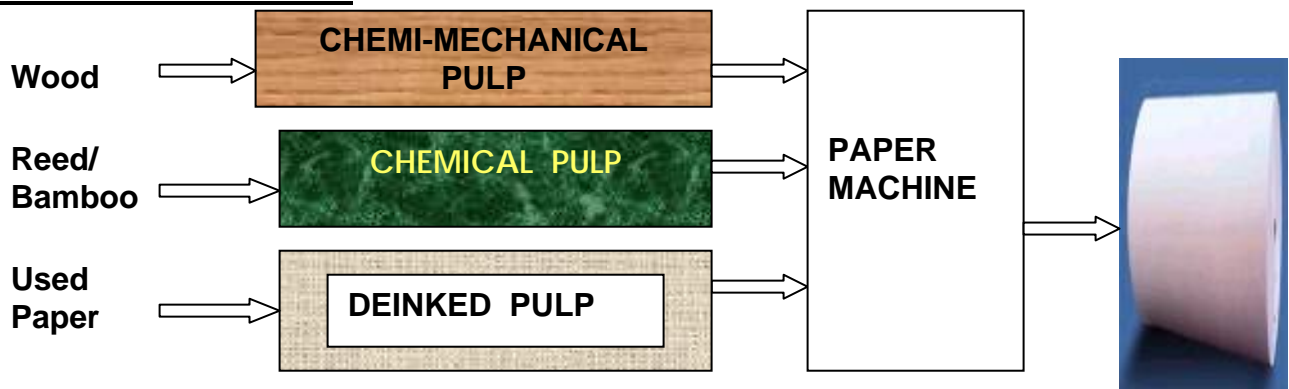 Wood
CHEMI-MECHANICAL
PULP
Reed/
Bamboo
CHEMICAL PULP
Used
Paper
DEINKED PULP
PAPER
MACHINE